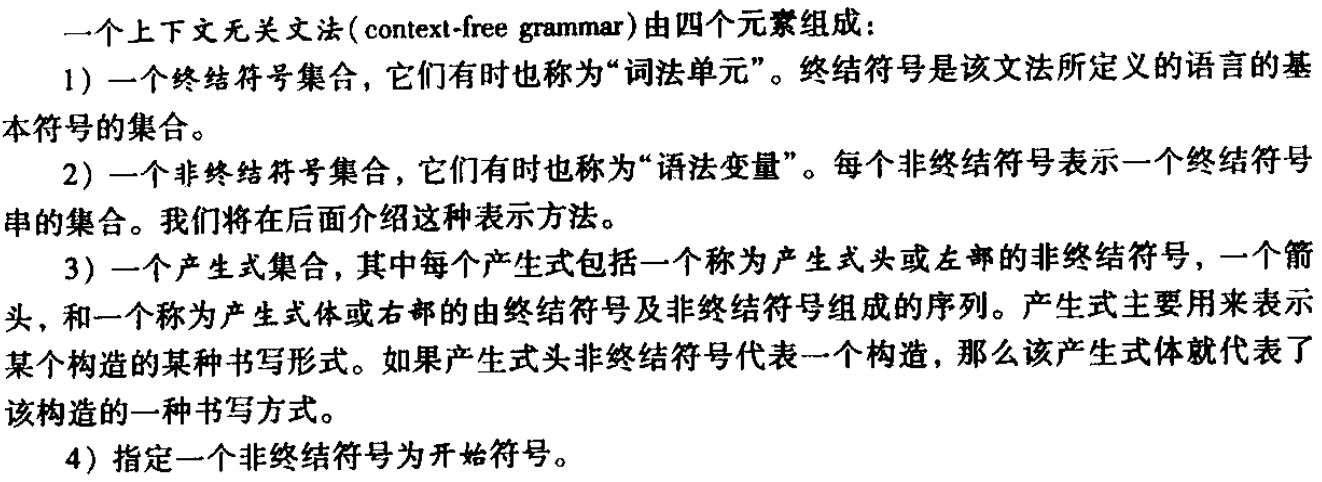 一个上下文无关文法(context-free grammar)由四个元素组成：
1) 一个终结符号集合，它们有时也称为“词法单元”。终结符号是该文法所定义的语言的基
本符号的集合。
2) 一个非终结符号集合，它们有时也称为“语法变量”。每个非终结符号表示一个终结符号
串的集合。我们将在后面介绍这种表示方法。
3) 一个产生式集合，其中每个产生式包括一个称为产生式头或左部的非终结符号，一个箭
头，和一个称为产生式体或右部的由终结符号及非终结符号组成的序列。产生式主要用来表示
某个构造的某种书写形式。如果产生式头非终结符号代表一个构造，那么该产生式体就代表了
该构造的一种书写方式。
4) 指定一个非终结符号为开始符号。